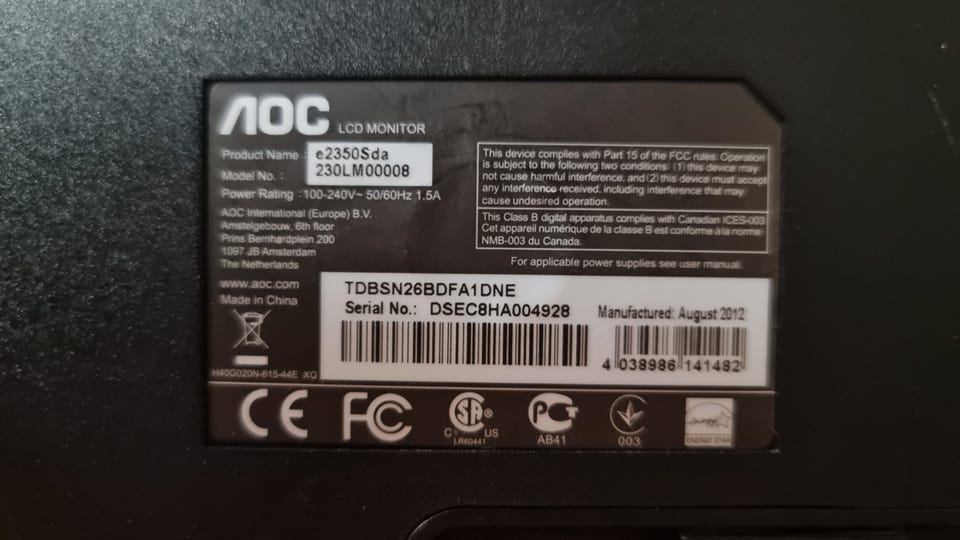 AOC LCD MONITOR
Product Name : e2350Sda
Model No. : 230LM00008
Power Rating : 100-240V~ 50/60Hz 1.5A
AOC International (Europe) B.V.
Amstelgebouw, 6th floor
Prins Bernhardplein 200
1097 JB Amsterdam
The Netherlands
www.aoc.com
Made in China
H40G020N-615-44E XQ
This device complies with Part 15 of the FCC rules. Operation
is subject to the following two conditions: (1) this device may
not cause harmful interference, and (2) this device must accept
any interference received, including interference that may
cause undesired operation.
This Class B digital apparatus complies with Canadian ICES-003
Cet appareil numérique de la classe B est conforme à la norme
NMB-003 du Canada.
For applicable power supplies see user manual.
TDBSN26BDFA1DNE
Serial No.: DSEC8HA004928
Manufactured: August 2012
4 038986 141482
CE FC SA PCT
C US
LR60441
AB41
003
energy
ENERGY STAR